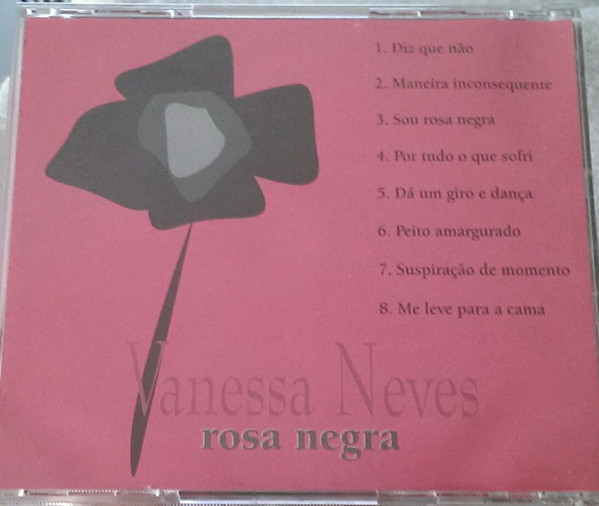 1. Diz que não
2. Maneira inconsequente
3. Sou rosa negra
4. Por tudo o que sofri
5. Dá um giro e dança
6. Peito amargurado
7. Suspiração de momento
8. Me leve para a cama
Vanessa Neves
rosa negra